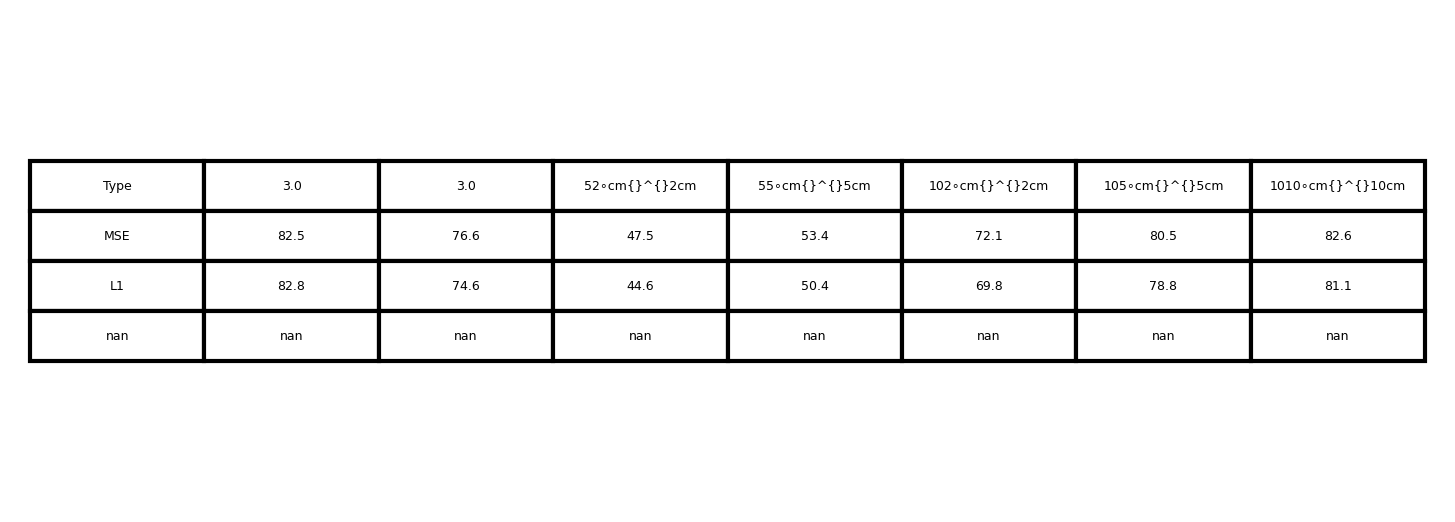 Type 3.0 3.0 52∘cm{}^{}2cm 55∘cm{}^{}5cm 102∘cm{}^{}2cm 105∘cm{}^{}5cm 1010∘cm{}^{}10cm
MSE 82.5 76.6 47.5 53.4 72.1 80.5 82.6
L1 82.8 74.6 44.6 50.4 69.8 78.8 81.1
nan nan nan nan nan nan nan nan